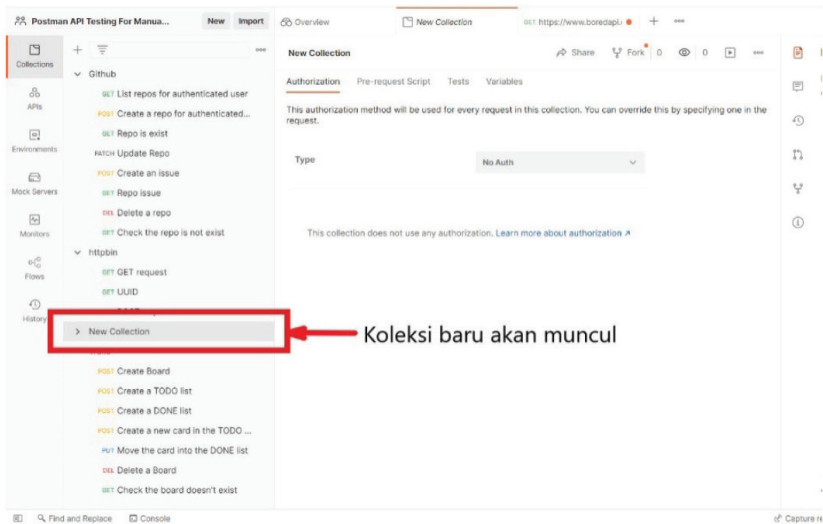 Postman API Testing For Manua...
New
Import
Overview
New Collection
GET https://www.boredapi.
Collections
APIs
Environments
Mock Servers
Monitors
Flows
History
Github
GET List repos for authenticated user
POST Create a repo for authenticated...
GET Repo is exist
PATCH Update Repo
POST Create an issue
GET Repo issue
DEL Delete a repo
GET Check the repo is not exist
httpbin
GET GET request
GET UUID
New Collection
POST Create Board
POST Create a TODO list
POST Create a DONE list
POST Create a new card in the TODO ...
PUT Move the card into the DONE list
DEL Delete a Board
GET Check the board doesn't exist
New Collection
Share
Fork
0
0
Authorization
Pre-request Script
Tests
Variables
This authorization method will be used for every request in this collection. You can override this by specifying one in the
request.
Type
No Auth
This collection does not use any authorization. Learn more about authorization
Koleksi baru akan muncul
Find and Replace
Console
Capture